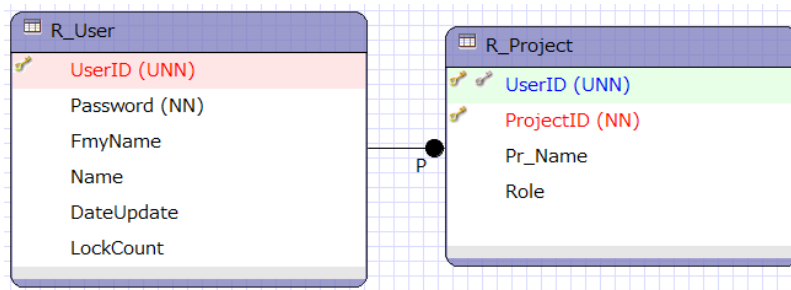 R_User
UserID (UNN)
Password (NN)
FmyName
Name
DateUpdate
LockCount
P
R_Project
UserID (UNN)
ProjectID (NN)
Pr_Name
Role